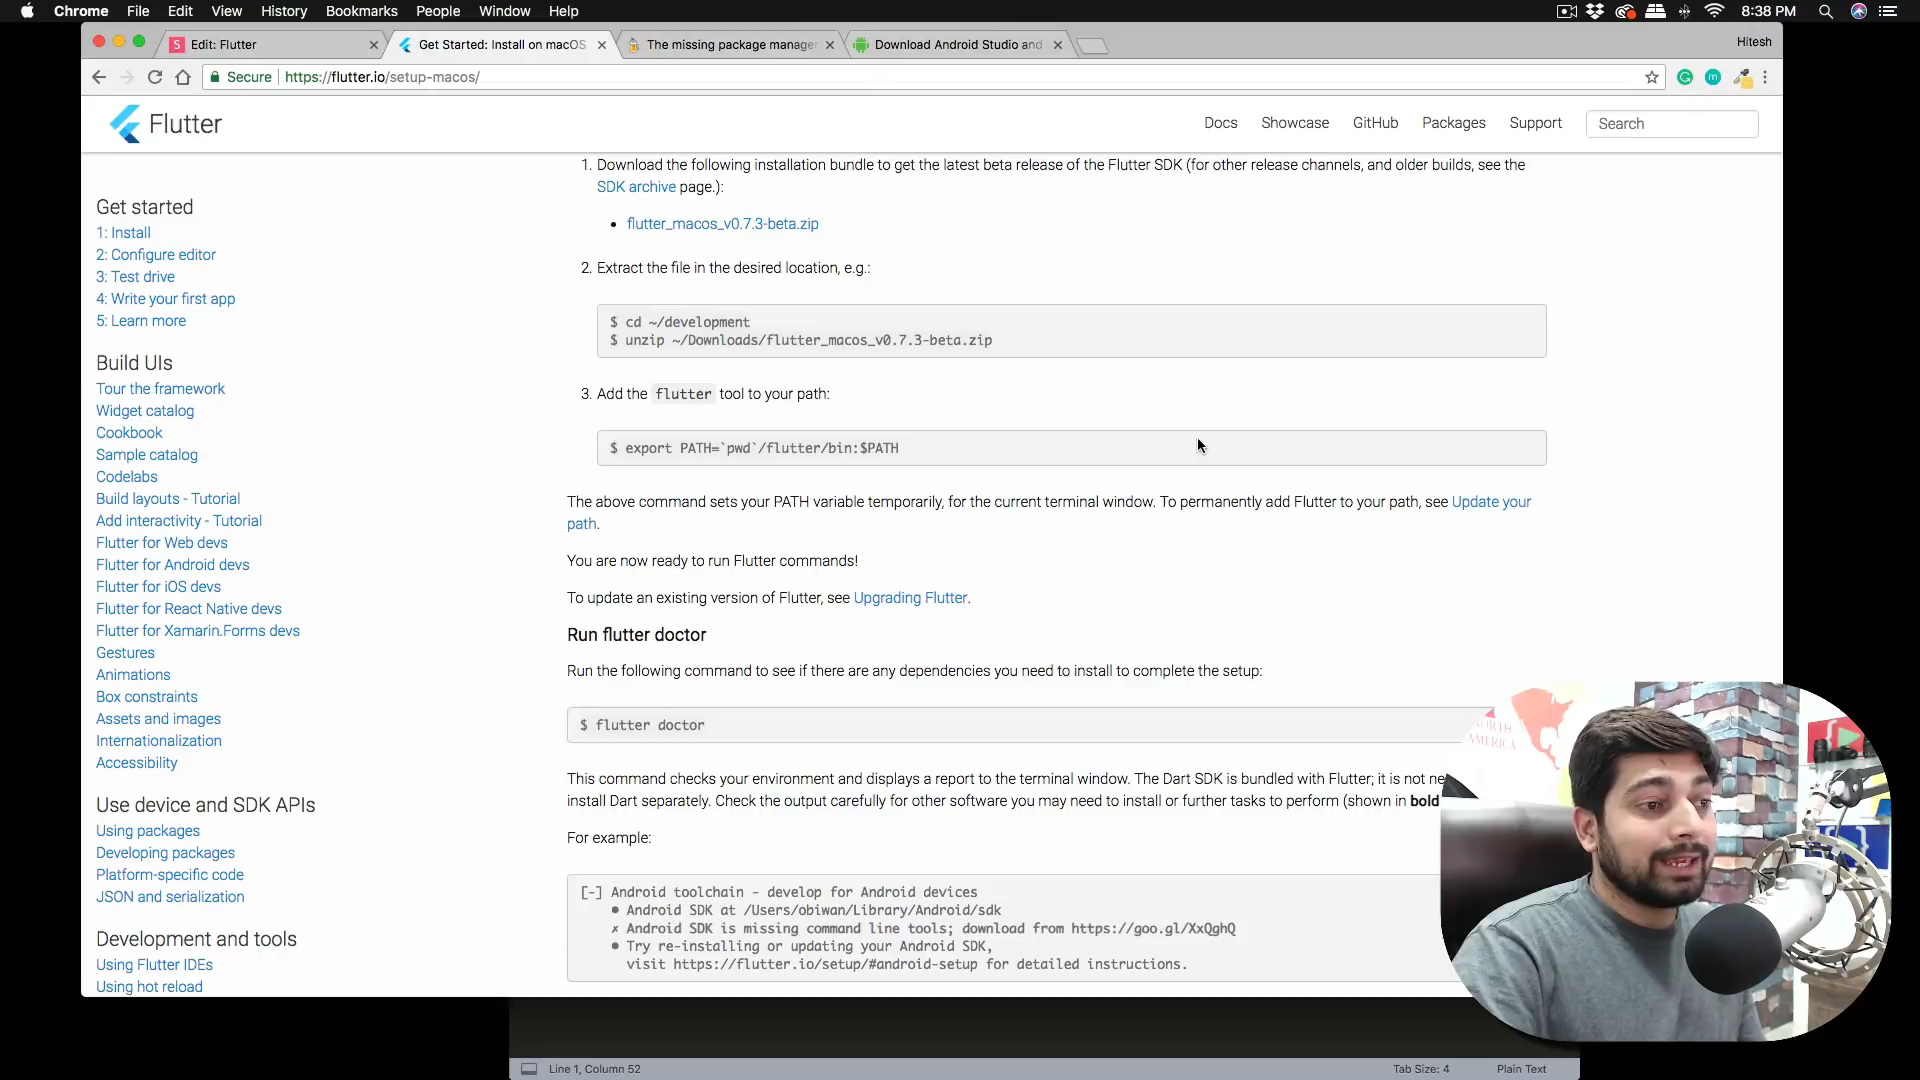 Chrome File Edit View History Bookmarks People Window Help 8:38 PM
Edit: Flutter
Get Started: Install on macOS
The missing package manager
Download Android Studio and
Hitesh
Secure https://flutter.io/setup-macos/
Flutter
Docs Showcase GitHub Packages Support Search
Get started
1: Install
2: Configure editor
3: Test drive
4: Write your first app
5: Learn more
Build UIs
Tour the framework
Widget catalog
Cookbook
Sample catalog
Codelabs
Build layouts - Tutorial
Add interactivity - Tutorial
Flutter for Web devs
Flutter for Android devs
Flutter for iOS devs
Flutter for React Native devs
Flutter for Xamarin.Forms devs
Gestures
Animations
Box constraints
Assets and images
Internationalization
Accessibility
Use device and SDK APIs
Using packages
Developing packages
Platform-specific code
JSON and serialization
Development and tools
Using Flutter IDEs
Using hot reload
1. Download the following installation bundle to get the latest beta release of the Flutter SDK (for other release channels, and older builds, see the
SDK archive page.):
• flutter_macos_v0.7.3-beta.zip
2. Extract the file in the desired location, e.g.:
$ cd ~/development
$ unzip ~/Downloads/flutter_macos_v0.7.3-beta.zip
3. Add the flutter tool to your path:
$ export PATH=`pwd`/flutter/bin:$PATH
The above command sets your PATH variable temporarily, for the current terminal window. To permanently add Flutter to your path, see Update your
path.
You are now ready to run Flutter commands!
To update an existing version of Flutter, see Upgrading Flutter.
Run flutter doctor
Run the following command to see if there are any dependencies you need to install to complete the setup:
$ flutter doctor
This command checks your environment and displays a report to the terminal window. The Dart SDK is bundled with Flutter; it is not ne
install Dart separately. Check the output carefully for other software you may need to install or further tasks to perform (shown in bold
For example:
[-] Android toolchain - develop for Android devices
• Android SDK at /Users/obiwan/Library/Android/sdk
✗ Android SDK is missing command line tools; download from https://goo.gl/XxQghQ
• Try re-installing or updating your Android SDK,
visit https://flutter.io/setup/#android-setup for detailed instructions.
NORTH
AMERICA
Line 1, Column 52
Tab Size: 4
Plain Text